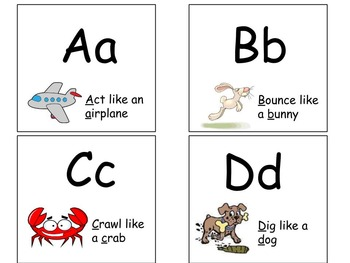 Aa
Act like an
airplane
Bb
Bounce like
a bunny
Cc
Crawl like
a crab
Dd
Dig like a
dog